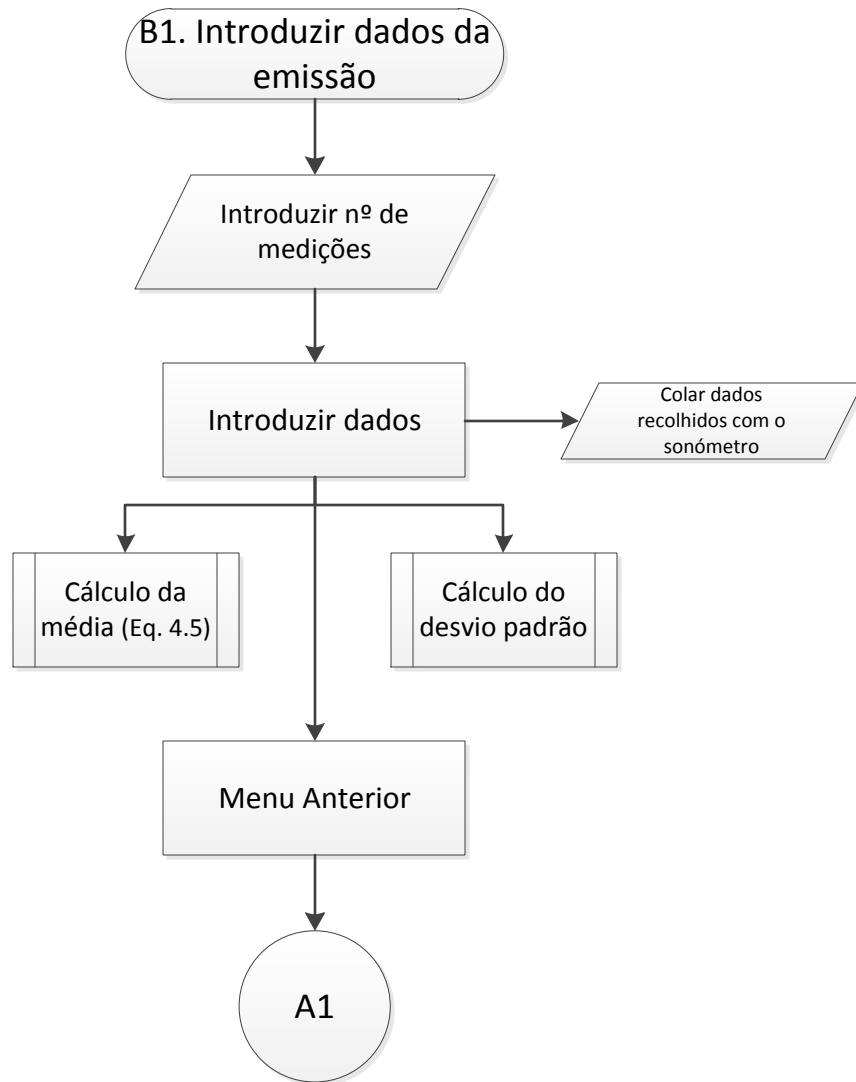 B1. Introduzir dados da
emissão
Introduzir nº de
medições
Introduzir dados
Colar dados
recolhidos com o
sonómetro
Cálculo da
média (Eq. 4.5)
Cálculo do
desvio padrão
Menu Anterior
A1